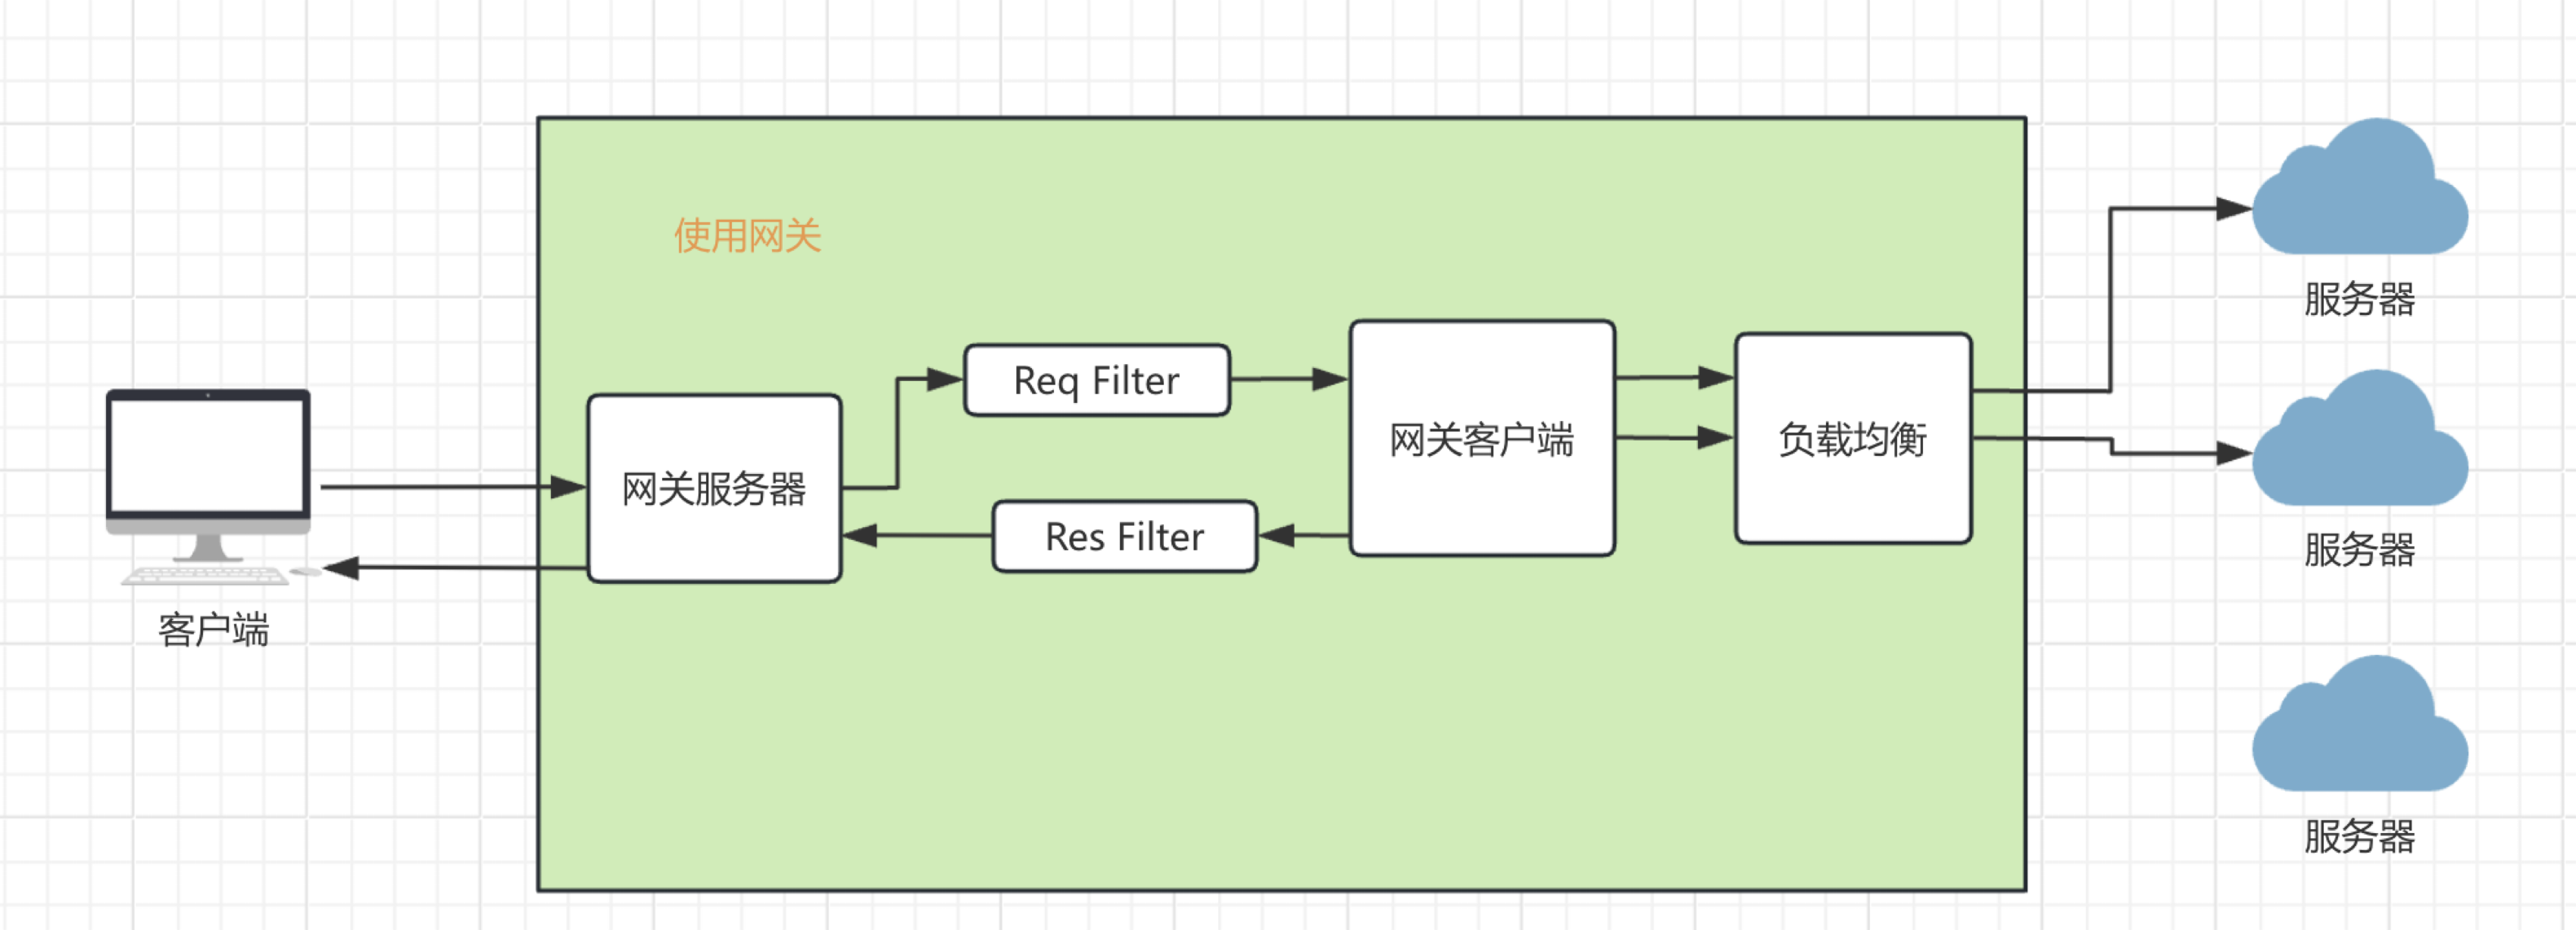 使用网关
服务器
Req Filter
网关客户端
负载均衡
网关服务器
Res Filter
服务器
客户端
服务器